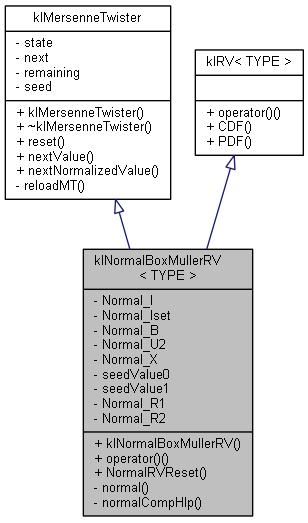 klMersenneTwister
- state
- next
- remaining
- seed
+ klMersenneTwister()
+ ~klMersenneTwister()
+ reset()
+ nextValue()
+ nextNormalizedValue()
- reloadMT()
klRV< TYPE >
+ operator()()
+ CDF()
+ PDF()
klNormalBoxMullerRV
< TYPE >
- Normal_I
- Normal_Iset
- Normal_B
- Normal_U2
- Normal_X
- seedValue0
- seedValue1
- Normal_R1
- Normal_R2
+ klNormalBoxMullerRV()
+ operator()()
+ NormalRVReset()
- normal()
- normalCompHlp()